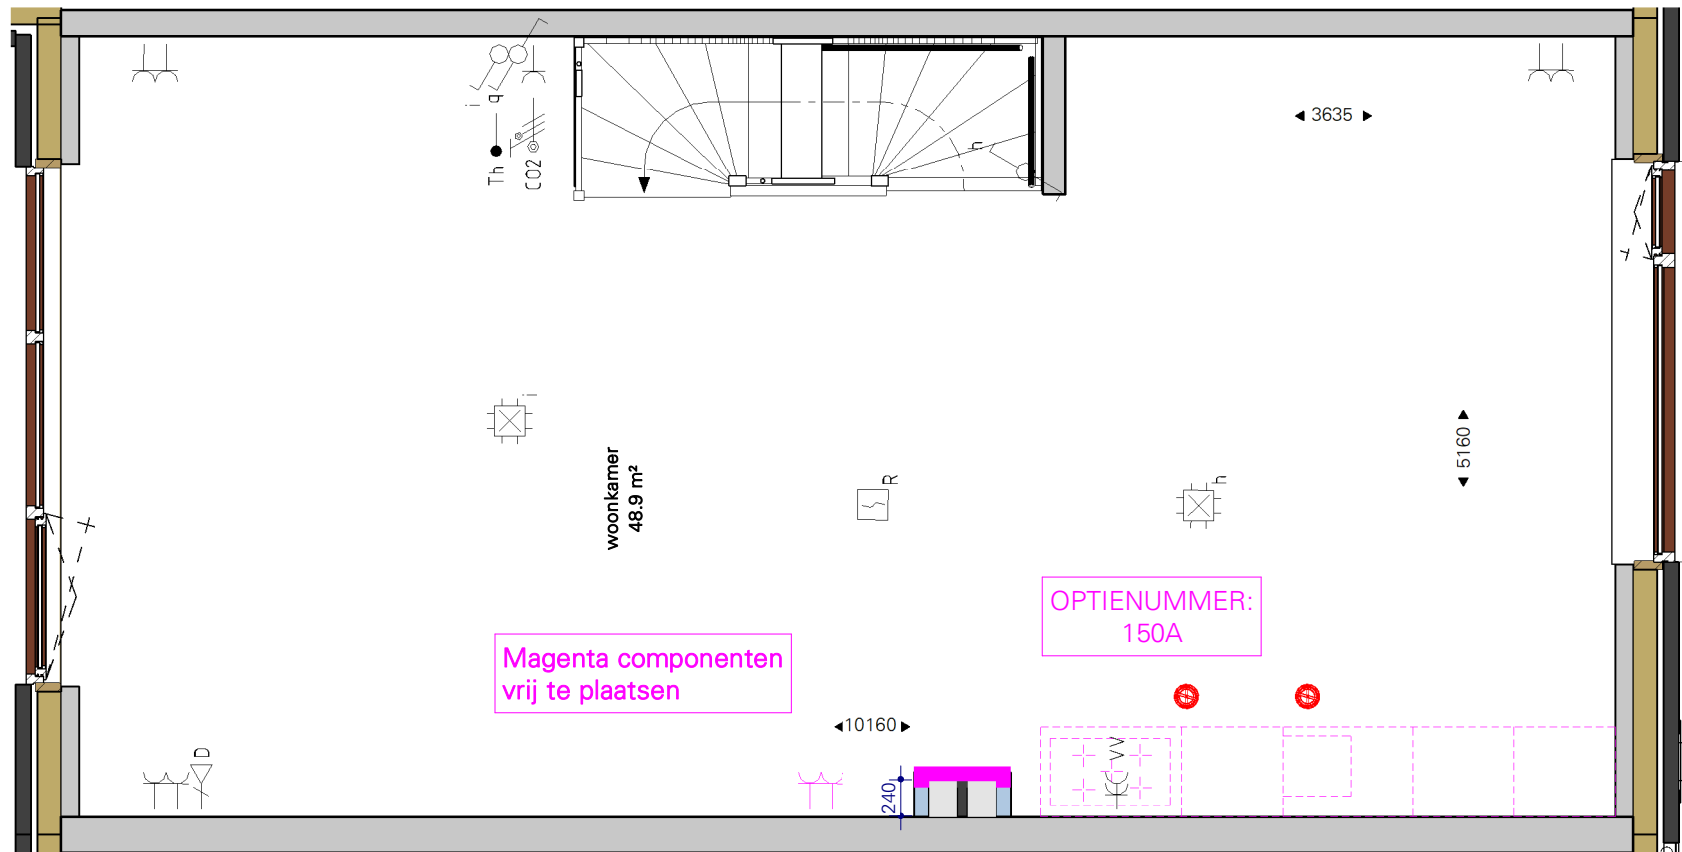 i
q
Th
CO2
h
3635
i
5160
woonkamer
48.9 m²
R
h
OPTIENUMMER:
150A
Magenta componenten
vrij te plaatsen
10160
D
W
240